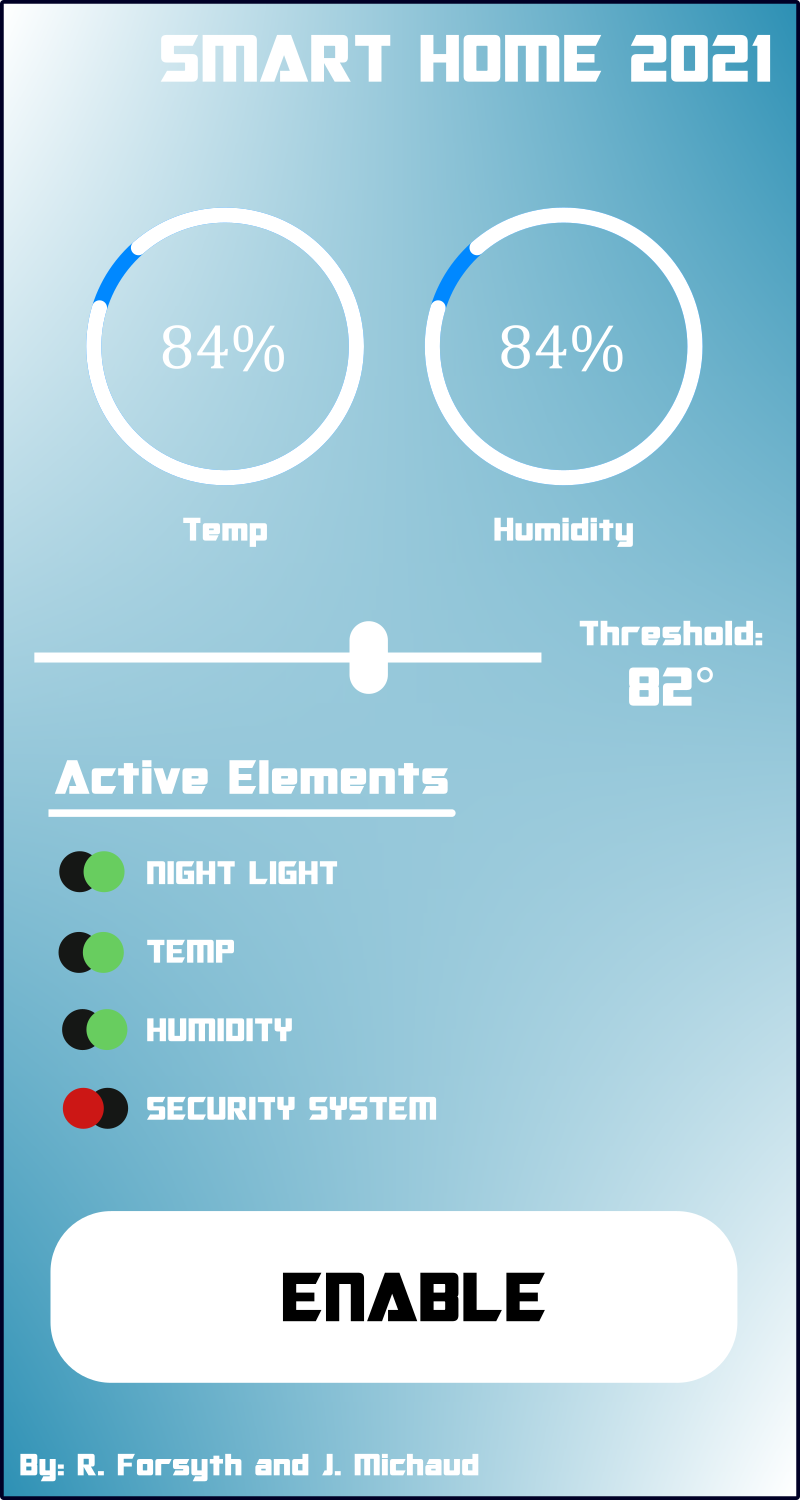 SMART HOME 2021
84%
84%
Temp
Humidity
Threshold:
82°
Active Elements
NIGHT LIGHT
TEMP
HUMIDITY
SECURITY SYSTEM
ENABLE
By: R. Forsyth and J. Michaud